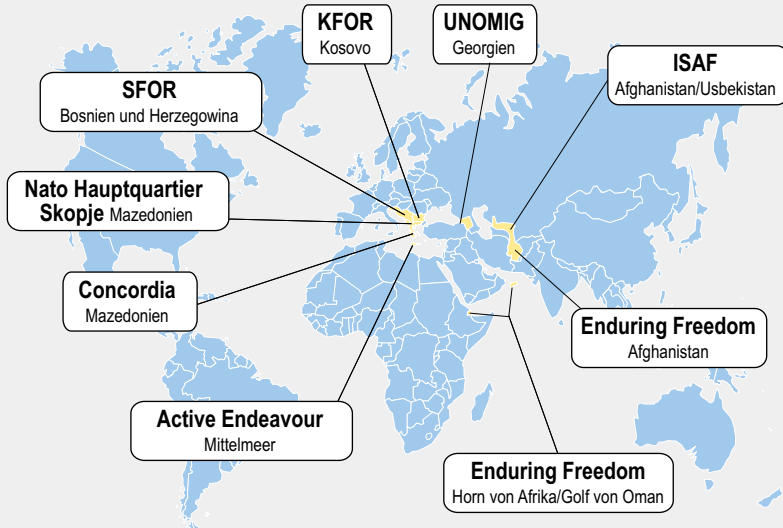 KFOR
Kosovo
UNOMIG
Georgien
ISAF
Afghanistan/Usbekistan
SFOR
Bosnien und Herzegowina
Nato Hauptquartier
Skopje Mazedonien
Concordia
Mazedonien
Enduring Freedom
Afghanistan
Active Endeavour
Mittelmeer
Enduring Freedom
Horn von Afrika/Golf von Oman